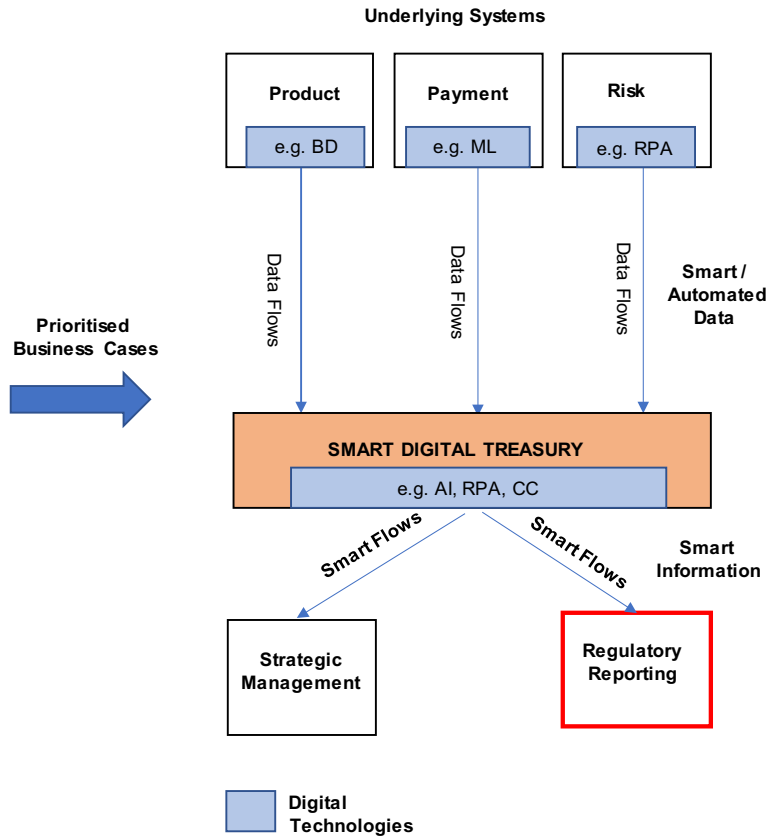 Underlying Systems
Product
Payment
Risk
e.g. BD
e.g. ML
e.g. RPA
Data Flows
Data Flows
Data Flows
Smart /
Automated
Data
Prioritised
Business Cases
SMART DIGITAL TREASURY
e.g. AI, RPA, CC
Smart Flows
Smart Flows
Smart
Information
Strategic
Management
Regulatory
Reporting
Digital
Technologies